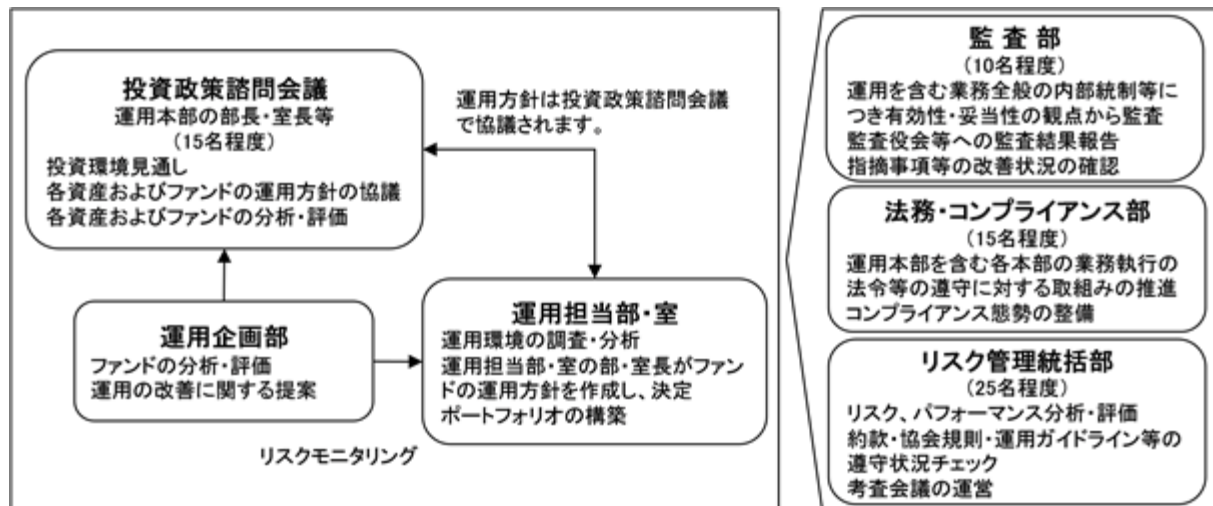 投資政策諮問会議
運用本部の部長・室長等
(15名程度)
投資環境見通し
各資産およびファンドの運用方針の協議
各資産およびファンドの分析・評価
運用方針は投資政策諮問会議
で協議されます。
運用企画部
ファンドの分析・評価
運用の改善に関する提案
運用担当部・室
運用環境の調査・分析
運用担当部・室の部・室長がファン
ドの運用方針を作成し、決定
ポートフォリオの構築
リスクモニタリング
監 査 部
(10名程度)
運用を含む業務全般の内部統制等に
つき有効性・妥当性の観点から監査
監査役会等への監査結果報告
指摘事項等の改善状況の確認
法務・コンプライアンス部
(15名程度)
運用本部を含む各本部の業務執行の
法令等の遵守に対する取組みの推進
コンプライアンス態勢の整備
リスク管理統括部
(25名程度)
リスク、パフォーマンス分析・評価
約款・協会規則・運用ガイドライン等の
遵守状況チェック
考査会議の運営